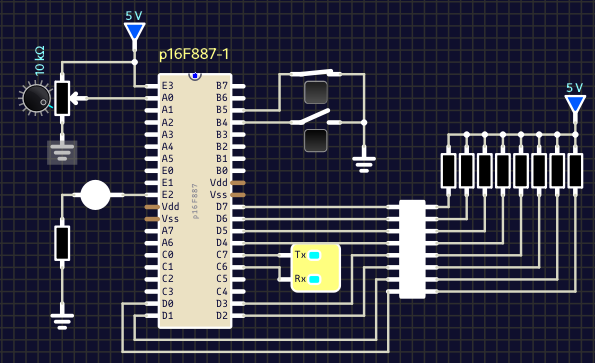 5 V
p16F887-1
10 kΩ
5 V
E3 B7
A0 B6
A1 B5
A2 B4
A3 B3
A4 B2
A5 B1
E0 B0
E1 Vdd
E2 Vss
Vdd D7
Vss D6
A7 D5
A6 D4
C0 C7
C1 C6
C2 C5
C3 C4
D0 D3
D1 D2
p16F887
Tx
Rx